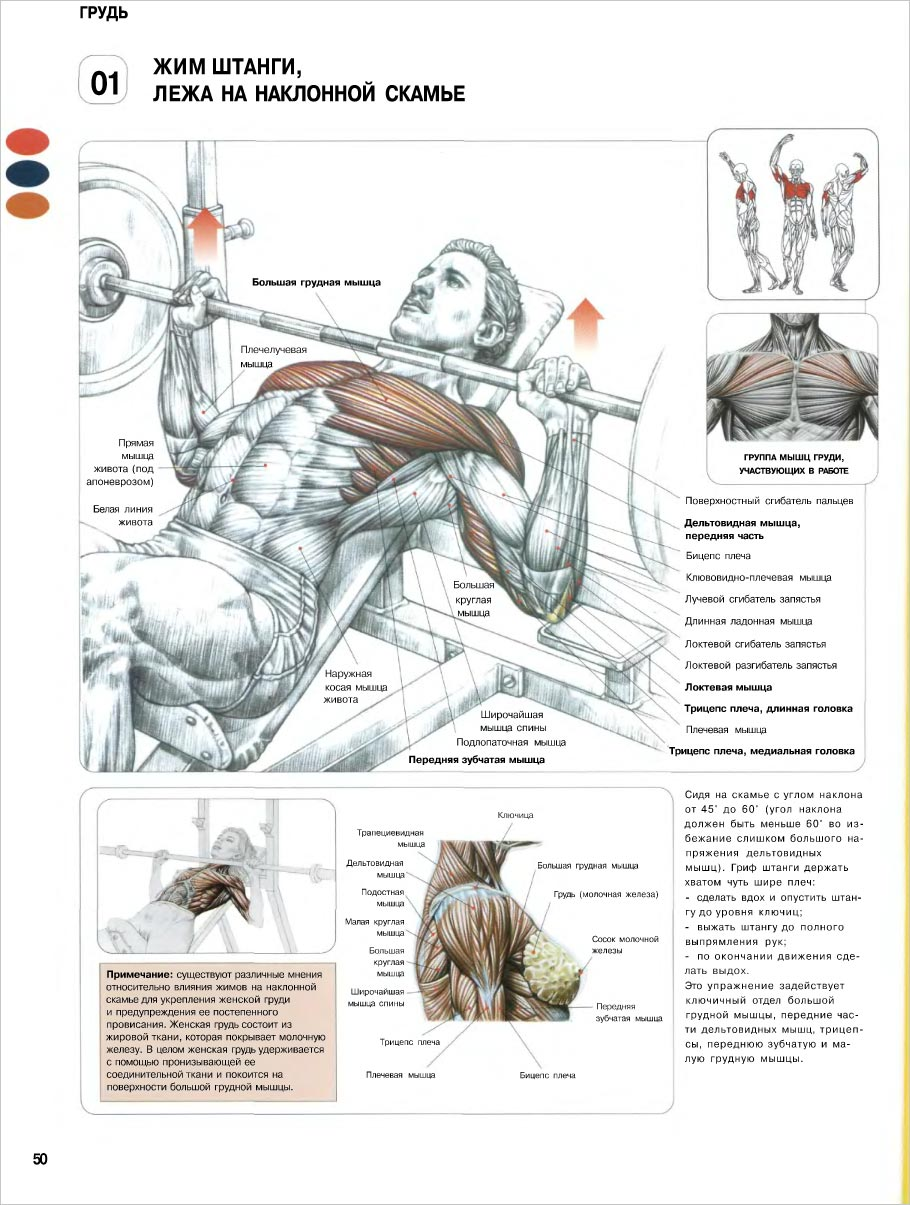 ГРУДЬ
01
ЖИМ ШТАНГИ,
ЛЕЖА НА НАКЛОННОЙ СКАМЬЕ
Большая грудная мышца
Плечелучевая
мышца
Прямая
мышца
живота (под
апоневрозом)
Белая линия
живота
Большая
круглая
мышца
Наружная
косая мышца
живота
Широчайшая
мышца спины
Подлопаточная мышца
Передняя зубчатая мышца
ГРУППА МЫШЦ ГРУДИ,
УЧАСТВУЮЩИХ В РАБОТЕ
Поверхностный сгибатель пальцев
Дельтовидная мышца,
передняя часть
Бицепс плеча
Клювовидно-плечевая мышца
Лучевой сгибатель запястья
Длинная ладонная мышца
Локтевой сгибатель запястья
Локтевой разгибатель запястья
Локтевая мышца
Трицепс плеча, длинная головка
Плечевая мышца
Трицепс плеча, медиальная головка
Примечание: существуют различные мнения
относительно влияния жимов на наклонной
скамье для укрепления женской груди
и предупреждения ее постепенного
провисания. Женская грудь состоит из
жировой ткани, которая покрывает молочную
железу. В целом женская грудь удерживается
с помощью пронизывающей ее
соединительной ткани и покоится на
поверхности большой грудной мышцы.
Ключица
Трапециевидная
мышца
Дельтовидная
мышца
Подостная
мышца
Малая круглая
мышца
Большая
круглая
мышца
Широчайшая
мышца спины
Трицепс плеча
Плечевая мышца
Большая грудная мышца
Грудь (молочная железа)
Сосок молочной
железы
Передняя
зубчатая мышца
Бицепс плеча
Сидя на скамье с углом наклона
от 45˚ до 60˚ (угол наклона
должен быть меньше 60˚ во из-
бежание слишком большого на-
пряжения дельтовидных
мышц). Гриф штанги держать
хватом чуть шире плеч:
- сделать вдох и опустить штан-
гу до уровня ключиц;
- выжать штангу до полного
выпрямления рук;
- по окончании движения сде-
лать выдох.
Это упражнение задействует
ключичный отдел большой
грудной мышцы, передние час-
ти дельтовидных мышц, трицеп-
сы, переднюю зубчатую и ма-
лую грудную мышцы.
50